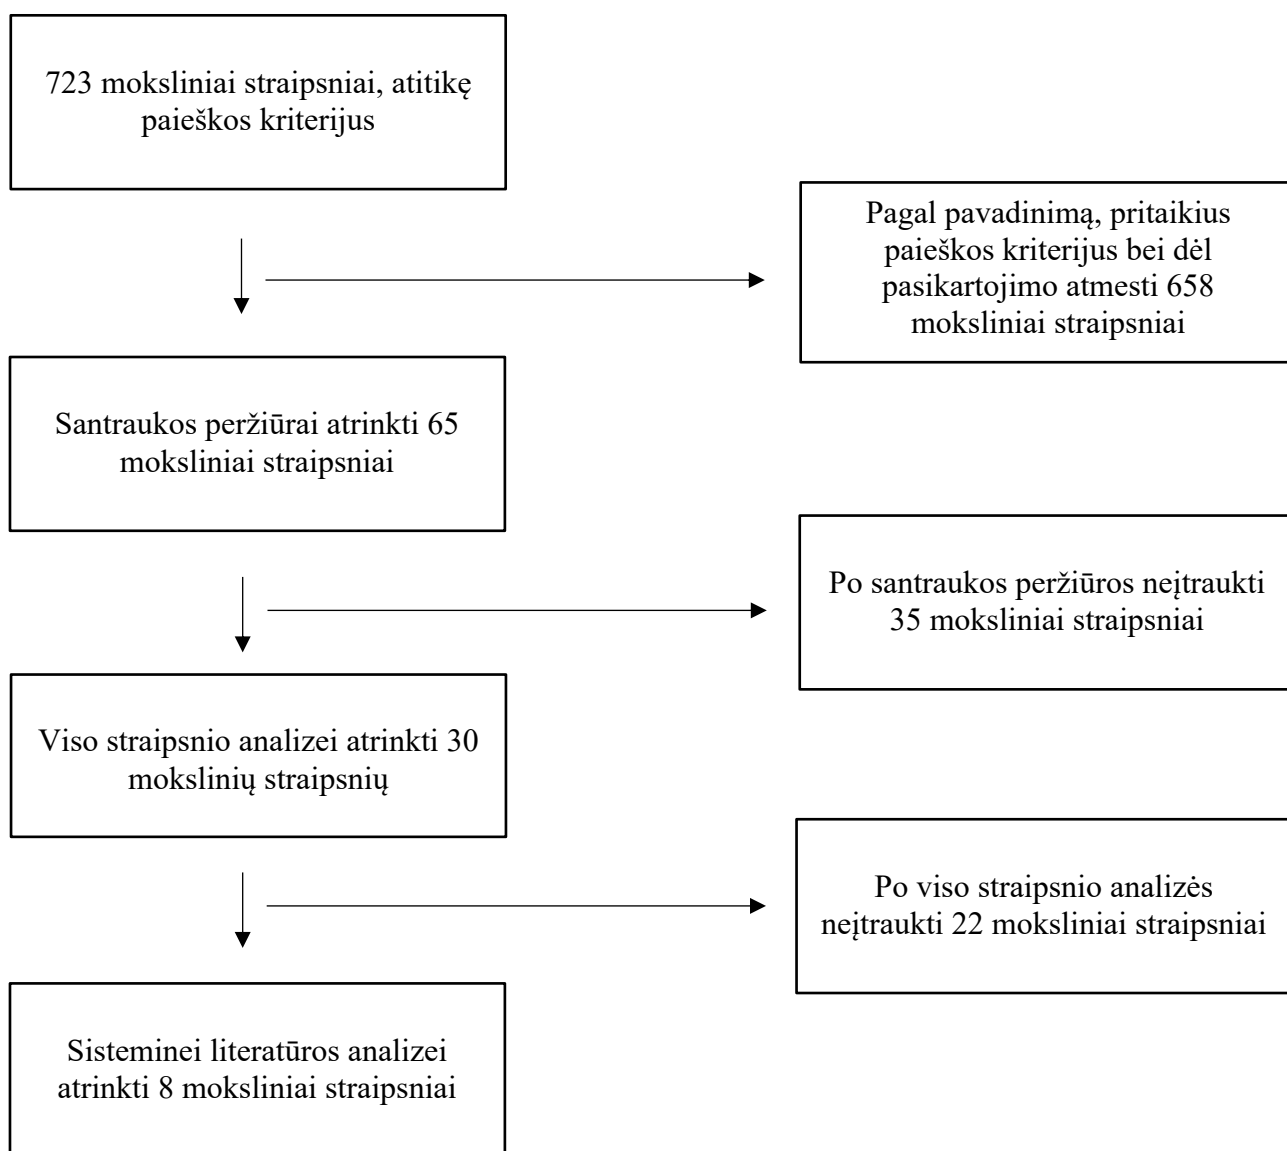 723 moksliniai straipsniai, atitikę
paieškos kriterijus
Pagal pavadinimą, pritaikius
paieškos kriterijus bei dėl
pasikartojimo atmesti 658
moksliniai straipsniai
Santraukos peržiūrai atrinkti 65
moksliniai straipsniai
Po santraukos peržiūros neįtraukti
35 moksliniai straipsniai
Viso straipsnio analizei atrinkti 30
mokslinių straipsnių
Po viso straipsnio analizės
neįtraukti 22 moksliniai straipsniai
Sisteminei literatūros analizei
atrinkti 8 moksliniai straipsniai